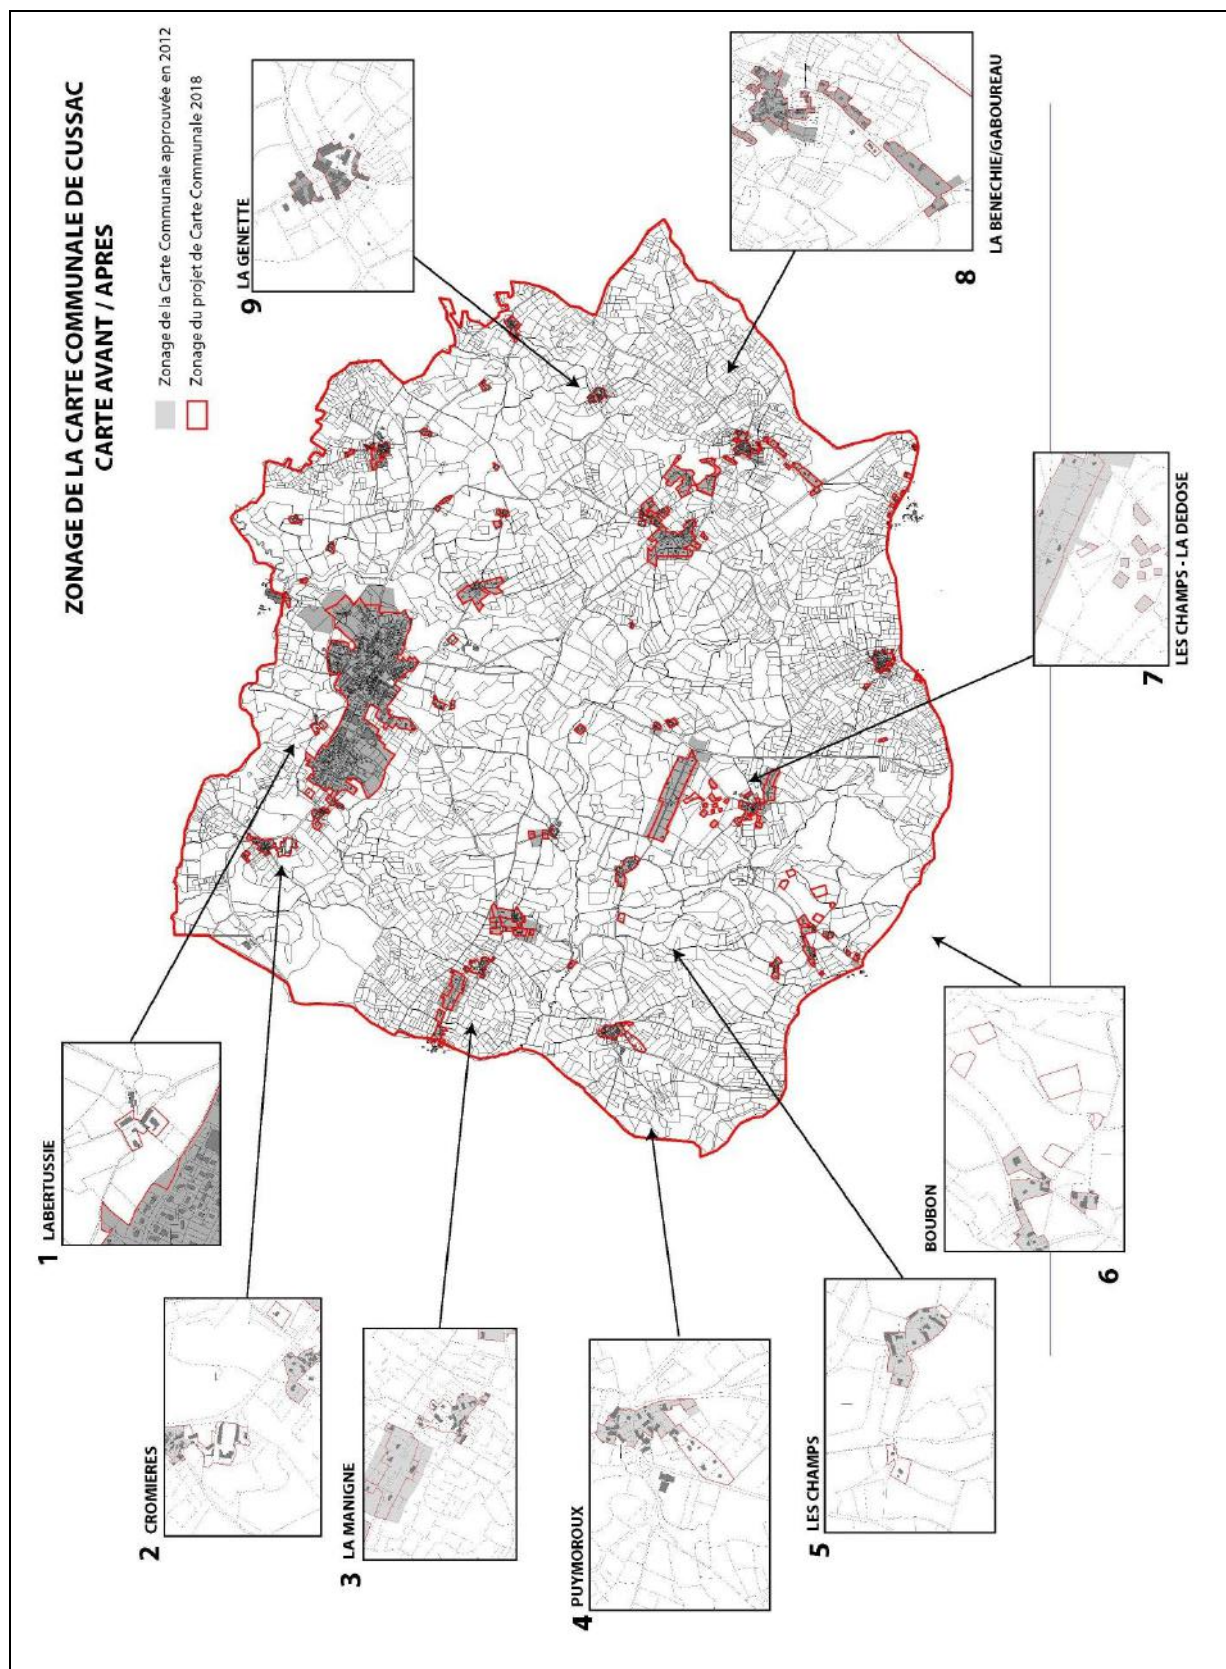 ZONAGE DE LA CARTE COMMUNALE DE CUSSAC
CARTE AVANT / APRES
Zonage de la Carte Communale approuvée en 2012
Zonage du projet de Carte Communale 2018
1 LABERTUSSIE
2 CROMIERES
3 LA MANIGNE
4 PUYMOROUX
5 LES CHAMPS
6 BOUBON
7 LES CHAMPS - LA DEDOSE
8 LA BENECHIE/GABOUREAU
9 LA GENETTE